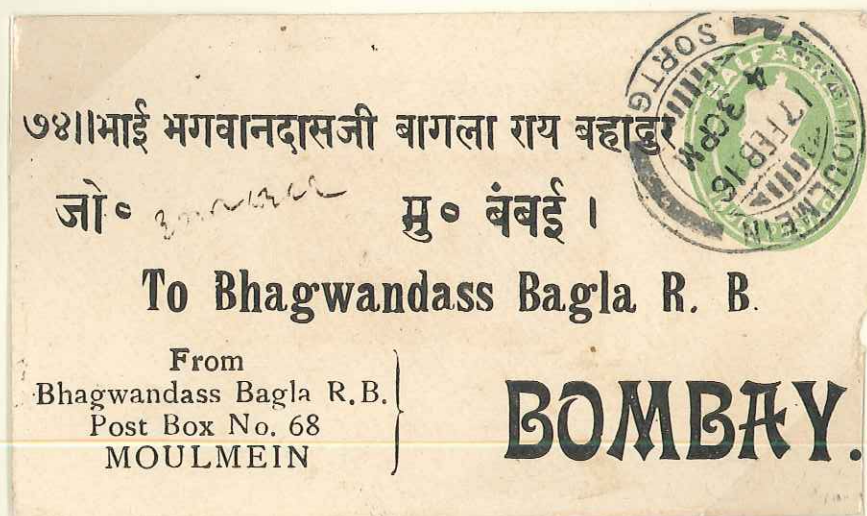 ७४॥भाई भगवानदासजी बागला राय बहादुर
जो॰ मु॰ बंबई ।
To Bhagwandass Bagla R. B.
From
Bhagwandass Bagla R.B.
Post Box No. 68
MOULMEIN
BOMBAY.
HALF ANNA
MOULMEIN
SORTG
17 FEB 16